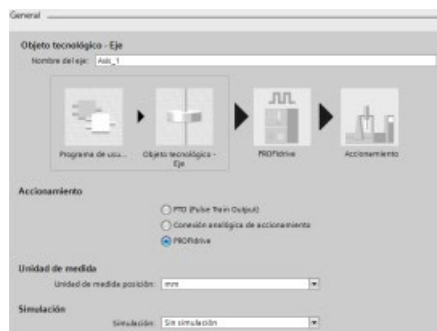 General
Objeto tecnológico - Eje
Nombre del eje: Axis_1
Programa de usu...
Objeto tecnológico - Eje
PROFIdrive
Accionamiento
Accionamiento
PTO (Pulse Train Output)
Conexión analógica de accionamiento
PROFIdrive
Unidad de medida
Unidad de medida posición: mm
Simulación
Simulación: Sin simulación